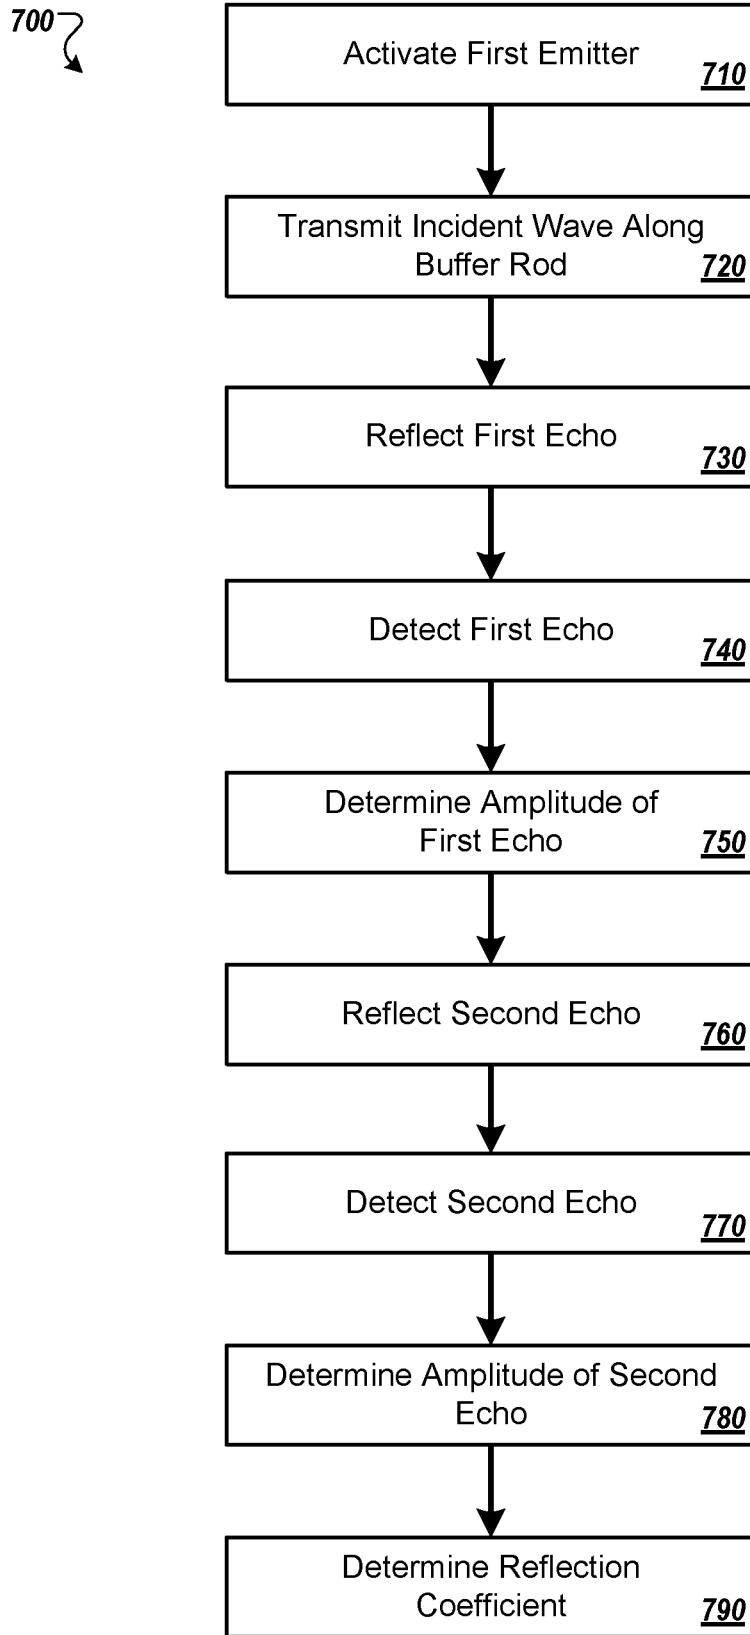 700
Activate First Emitter
710
Transmit Incident Wave Along
Buffer Rod
720
Reflect First Echo
730
Detect First Echo
740
Determine Amplitude of
First Echo
750
Reflect Second Echo
760
Detect Second Echo
770
Determine Amplitude of Second
Echo
780
Determine Reflection
Coefficient
790